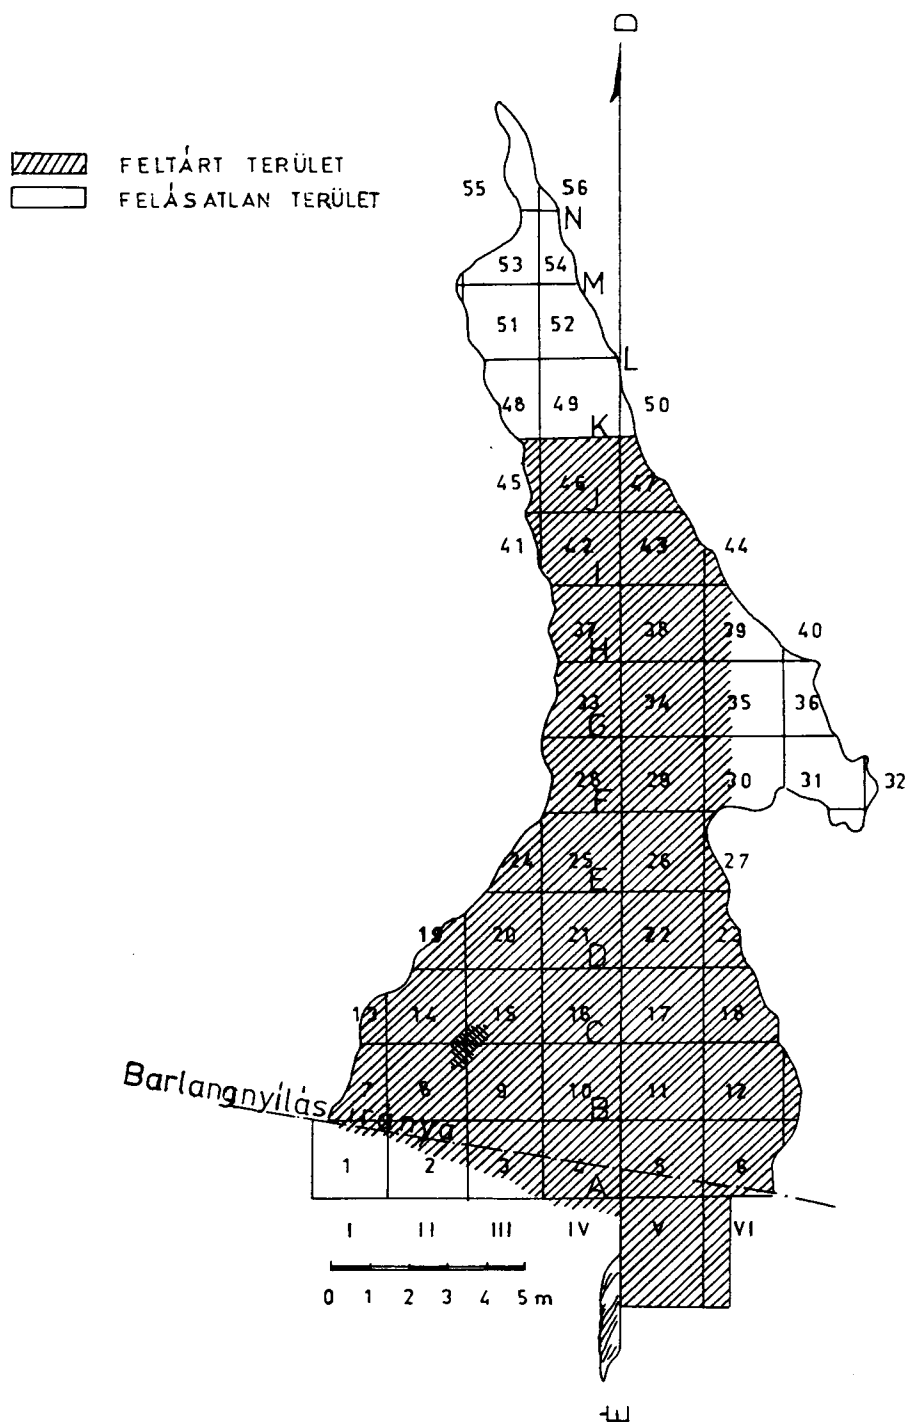 D
FELTÁRT TERÜLET
FELÁSATLAN TERÜLET
55 56
N
53 54
M
51 52
L
48 49 50
K
45 46 47
J
41 42 43 44
I
37 38 39 40
H
33 34 35 36
G
28 29 30 31 32
F
24 25 26 27
E
19 20 21 22 23
D
13 14 15 16 17 18
C
7 8 9 10 11 12
B
Barlangnyílás iránya
1 2 3 4 5 6
A
I II III IV V VI
0 1 2 3 4 5 m
É